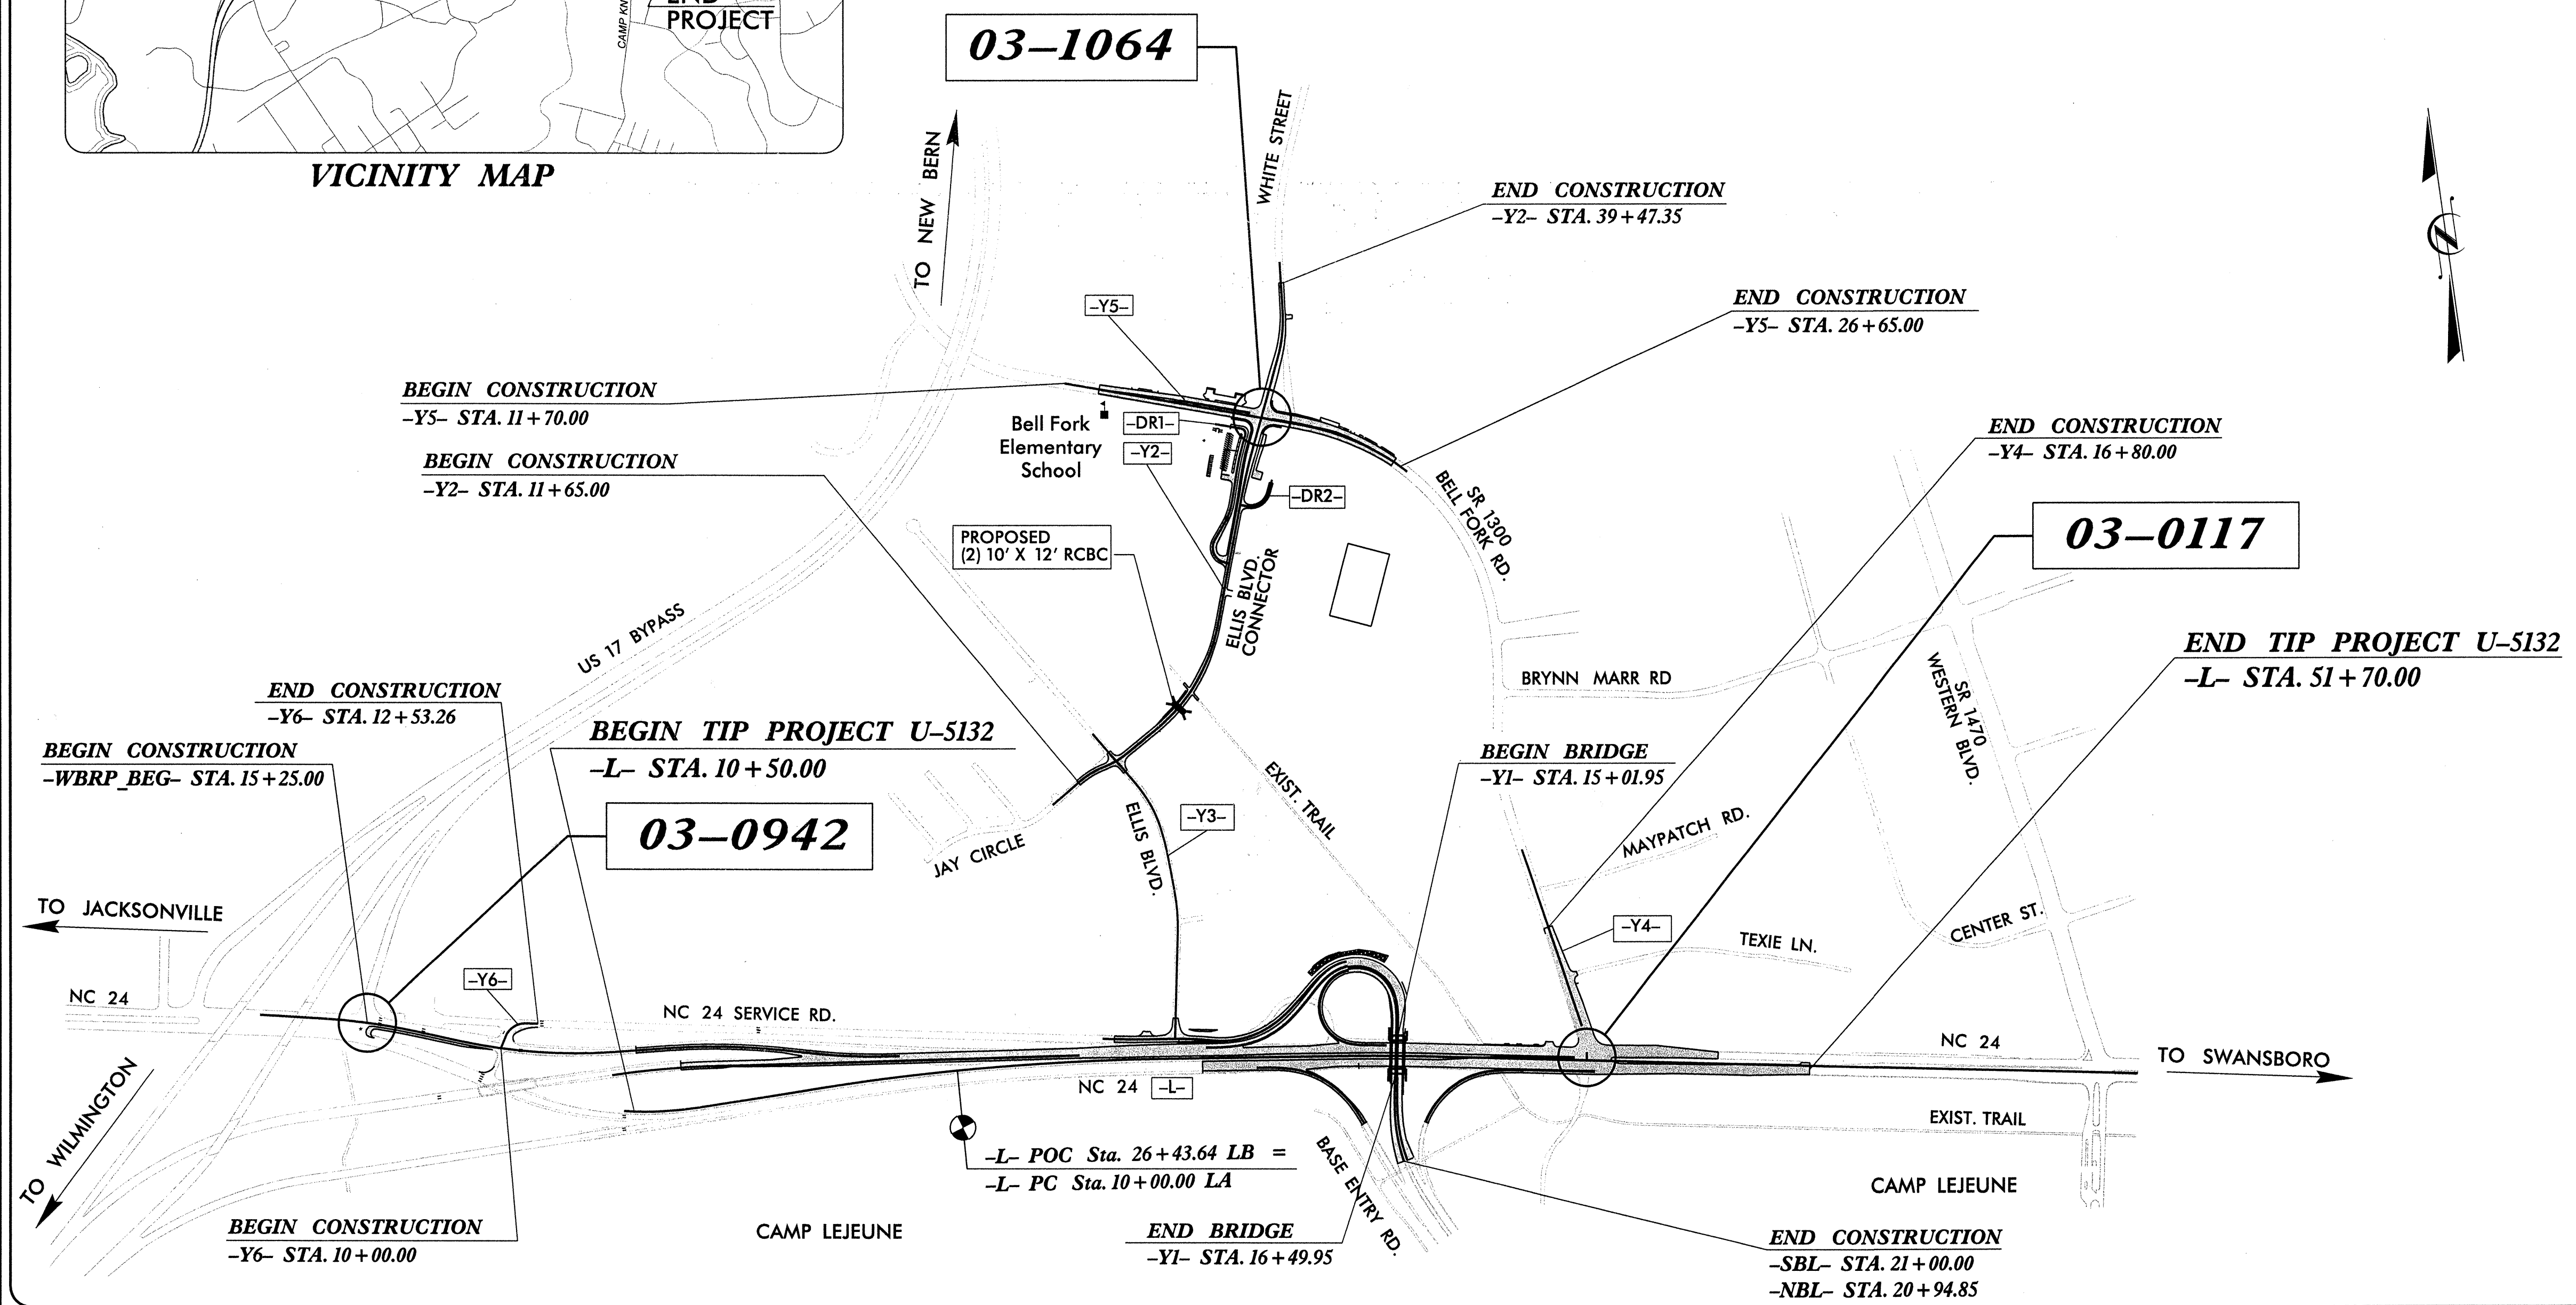 END
PROJECT
CAMP KN
VICINITY MAP
03–1064
TO NEW BERN
WHITE STREET
END CONSTRUCTION
–Y2– STA. 39+47.35
–Y5–
END CONSTRUCTION
–Y5– STA. 26+65.00
BEGIN CONSTRUCTION
–Y5– STA. 11+70.00
Bell Fork
Elementary
School
–DR1–
–Y2–
BEGIN CONSTRUCTION
–Y2– STA. 11+65.00
–DR2–
SR 1300
BELL FORK RD.
END CONSTRUCTION
–Y4– STA. 16+80.00
03–0117
PROPOSED
(2) 10' X 12' RCBC
ELLIS BLVD.
CONNECTOR
US 17 BYPASS
BRYNN MARR RD
SR 1470
WESTERN BLVD.
END TIP PROJECT U–5132
–L– STA. 51+70.00
END CONSTRUCTION
–Y6– STA. 12+53.26
BEGIN TIP PROJECT U–5132
–L– STA. 10+50.00
BEGIN CONSTRUCTION
–WBRP_BEG– STA. 15+25.00
BEGIN BRIDGE
–Y1– STA. 15+01.95
03–0942
EXIST. TRAIL
–Y3–
ELLIS BLVD.
JAY CIRCLE
MAYPATCH RD.
TO JACKSONVILLE
–Y4–
TEXIE LN.
CENTER ST.
–Y6–
NC 24
NC 24 SERVICE RD.
NC 24
TO SWANSBORO
TO WILMINGTON
NC 24 –L–
EXIST. TRAIL
–L– POC Sta. 26+43.64 LB =
–L– PC Sta. 10+00.00 LA
BASE ENTRY RD.
CAMP LEJEUNE
BEGIN CONSTRUCTION
–Y6– STA. 10+00.00
CAMP LEJEUNE
END BRIDGE
–Y1– STA. 16+49.95
END CONSTRUCTION
–SBL– STA. 21+00.00
–NBL– STA. 20+94.85